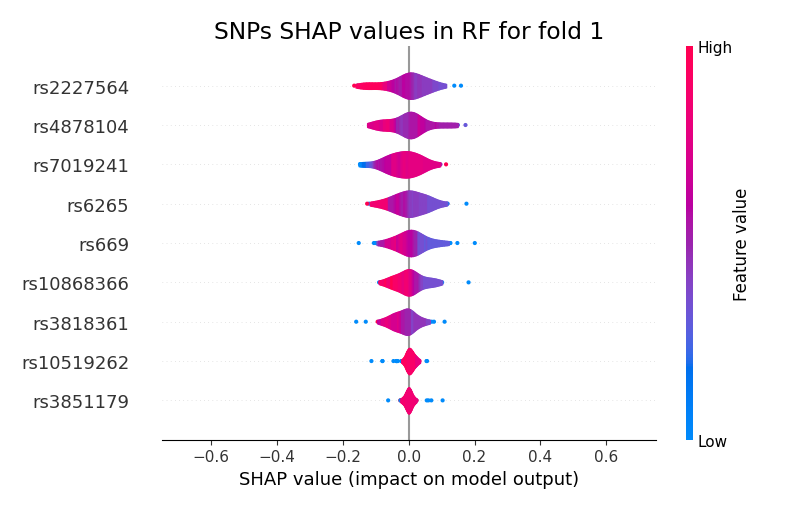 SNPs SHAP values in RF for fold 1
High
rs2227564
rs4878104
rs7019241
rs6265
rs669
rs10868366
rs3818361
rs10519262
rs3851179
Feature value
Low
−0.6 −0.4 −0.2 0.0 0.2 0.4 0.6
SHAP value (impact on model output)